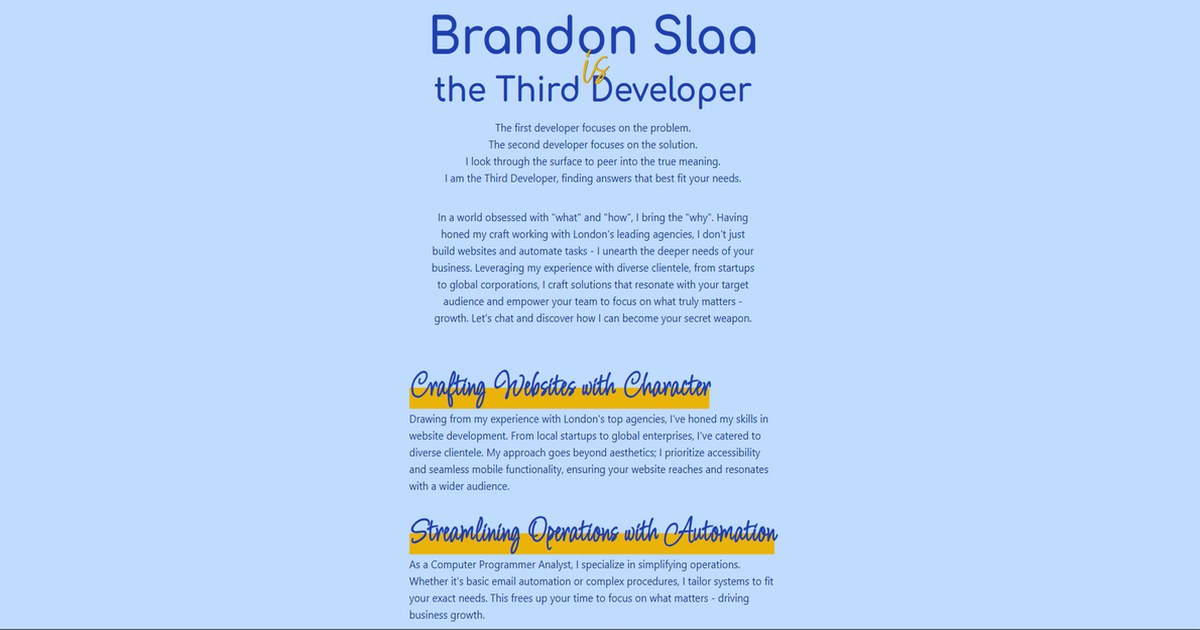 Brandon Slaa
is
the Third Developer
The first developer focuses on the problem.
The second developer focuses on the solution.
I look through the surface to peer into the true meaning.
I am the Third Developer, finding answers that best fit your needs.
In a world obsessed with "what" and "how", I bring the "why". Having
honed my craft working with London's leading agencies, I don't just
build websites and automate tasks - I unearth the deeper needs of your
business. Leveraging my experience with diverse clientele, from startups
to global corporations, I craft solutions that resonate with your target
audience and empower your team to focus on what truly matters -
growth. Let's chat and discover how I can become your secret weapon.
Crafting Websites with Character
Drawing from my experience with London's top agencies, I've honed my skills in
website development. From local startups to global enterprises, I've catered to
diverse clientele. My approach goes beyond aesthetics; I prioritize accessibility
and seamless mobile functionality, ensuring your website reaches and resonates
with a wider audience.
Streamlining Operations with Automation
As a Computer Programmer Analyst, I specialize in simplifying operations.
Whether it's basic email automation or complex procedures, I tailor systems to fit
your exact needs. This frees up your time to focus on what matters - driving
business growth.